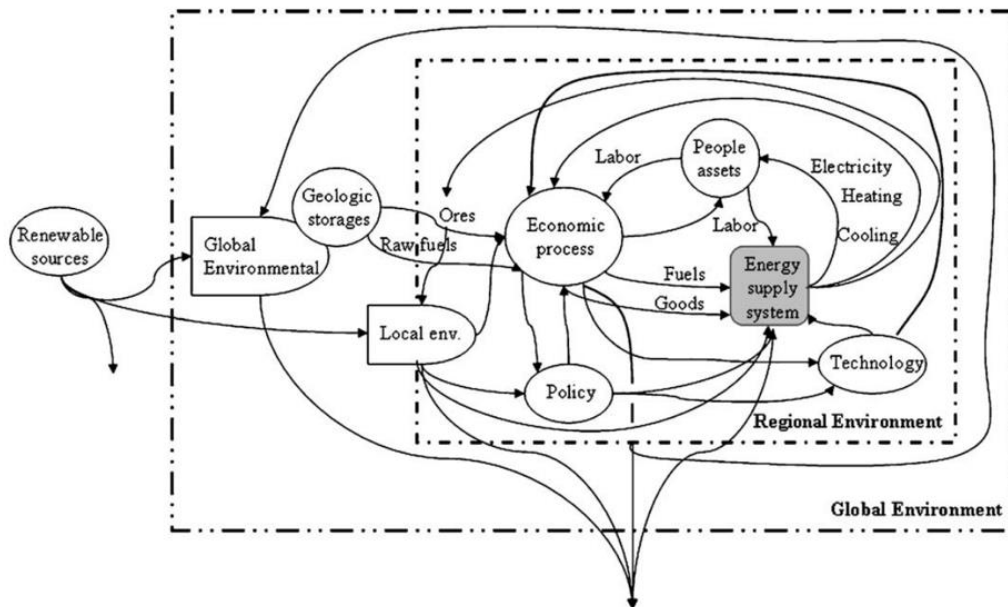 Renewable
sources
Global
Environmental
Geologic
storages
Ores
Raw fuels
Local env.
Economic
process
Labor
People
assets
Electricity
Heating
Cooling
Labor
Fuels
Goods
Energy
supply
system
Policy
Technology
Regional Environment
Global Environment